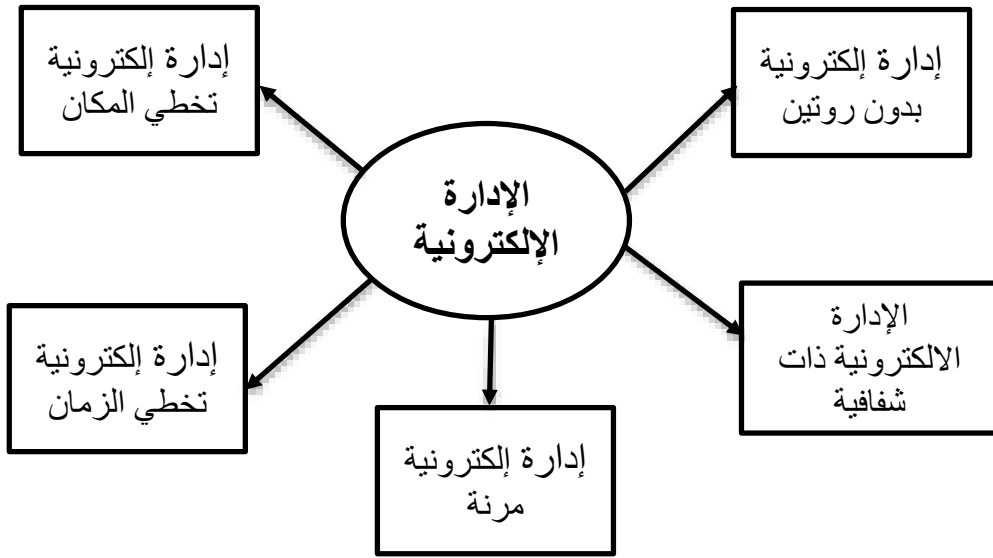 إدارة إلكترونية
بدون روتين
إدارة إلكترونية
تخطي المكان
الإدارة
الإلكترونية
الإدارة
الالكترونية ذات
شفافية
إدارة إلكترونية
تخطي الزمان
إدارة إلكترونية
مرنة